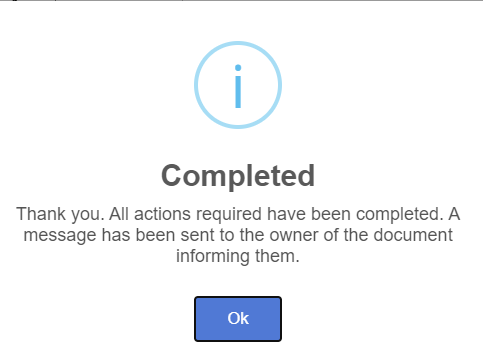 Completed
Thank you. All actions required have been completed. A
message has been sent to the owner of the document
informing them.
Ok